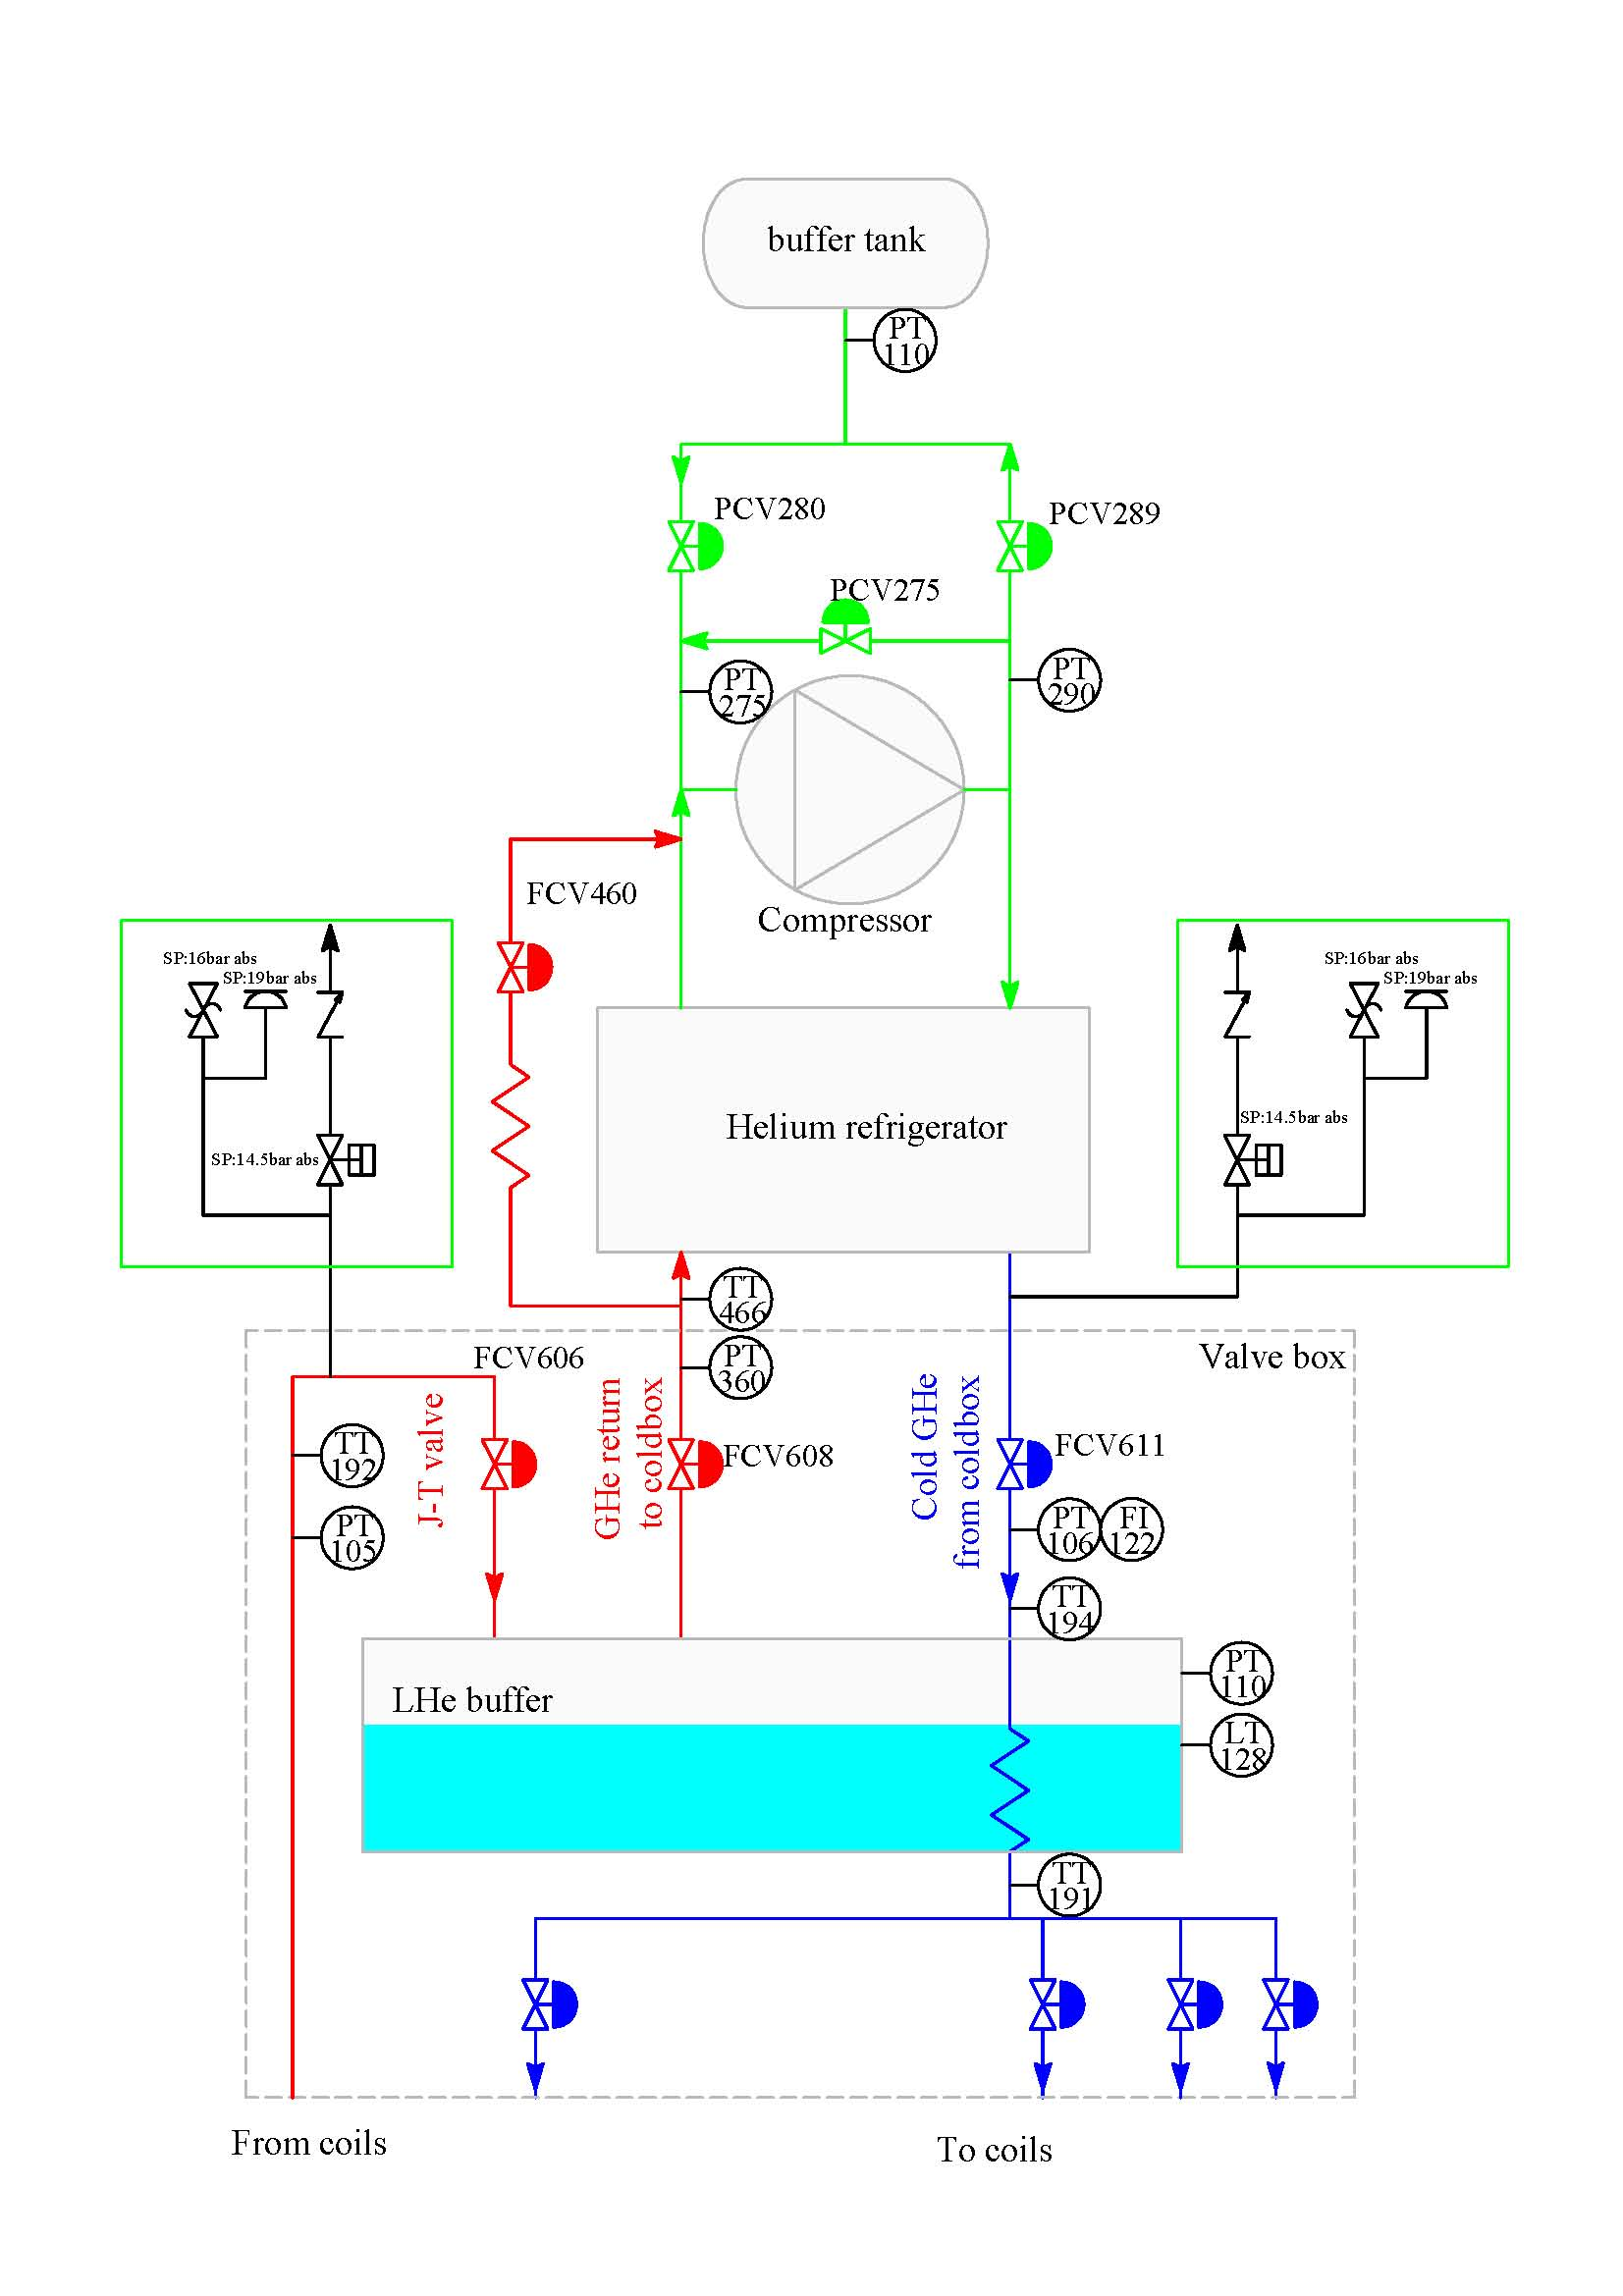 buffer tank
PT
110
PCV280
PCV289
PCV275
PT
275
PT
290
FCV460
Compressor
SP:16bar abs
SP:19bar abs
SP:14.5bar abs
SP:16bar abs
SP:19bar abs
SP:14.5bar abs
Helium refrigerator
TT
466
PT
360
FCV606
Valve box
J-T valve
GHe return
to coldbox
Cold GHe
from coldbox
TT
192
PT
105
FCV608
FCV611
PT
106
FI
122
TT
194
LHe buffer
PT
110
LT
128
TT
191
From coils
To coils